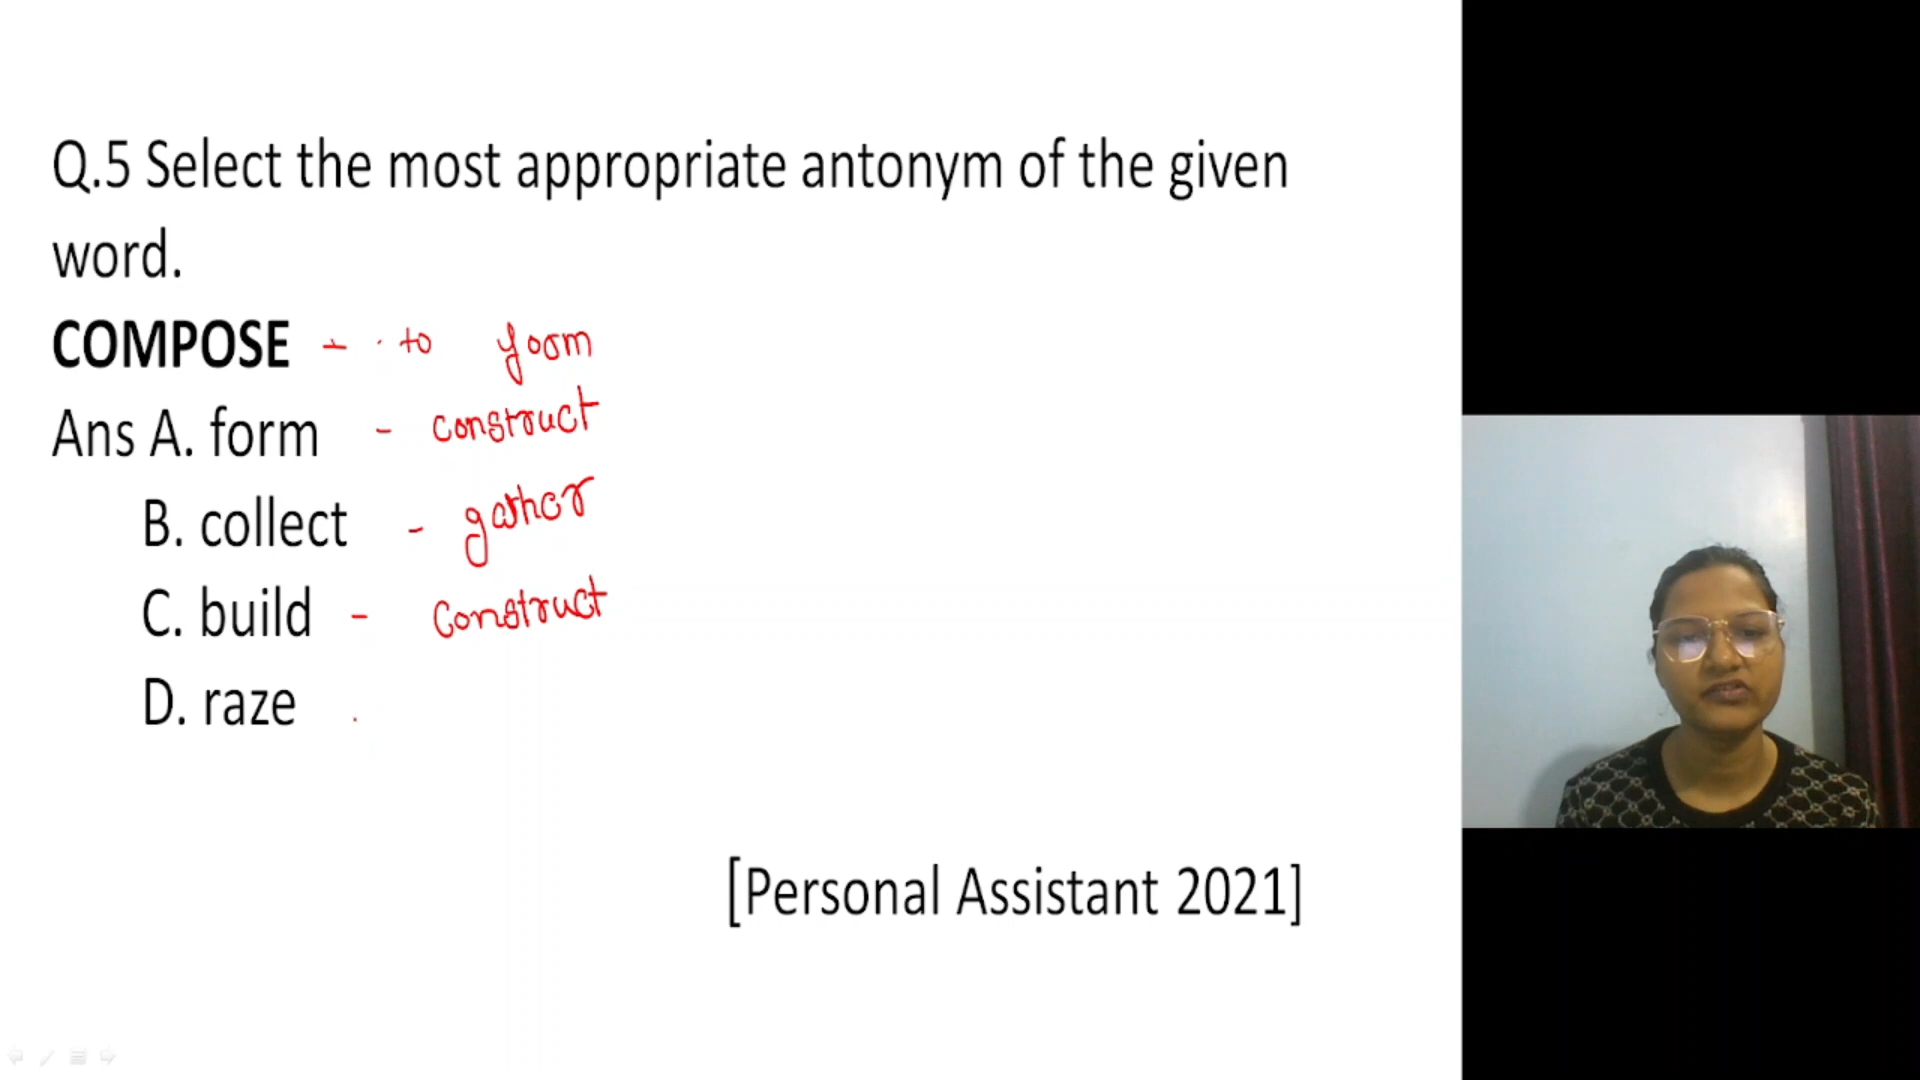 Q.5 Select the most appropriate antonym of the given
word.
COMPOSE - to form
Ans A. form - construct
B. collect - gather
C. build - Construct
D. raze
[Personal Assistant 2021]